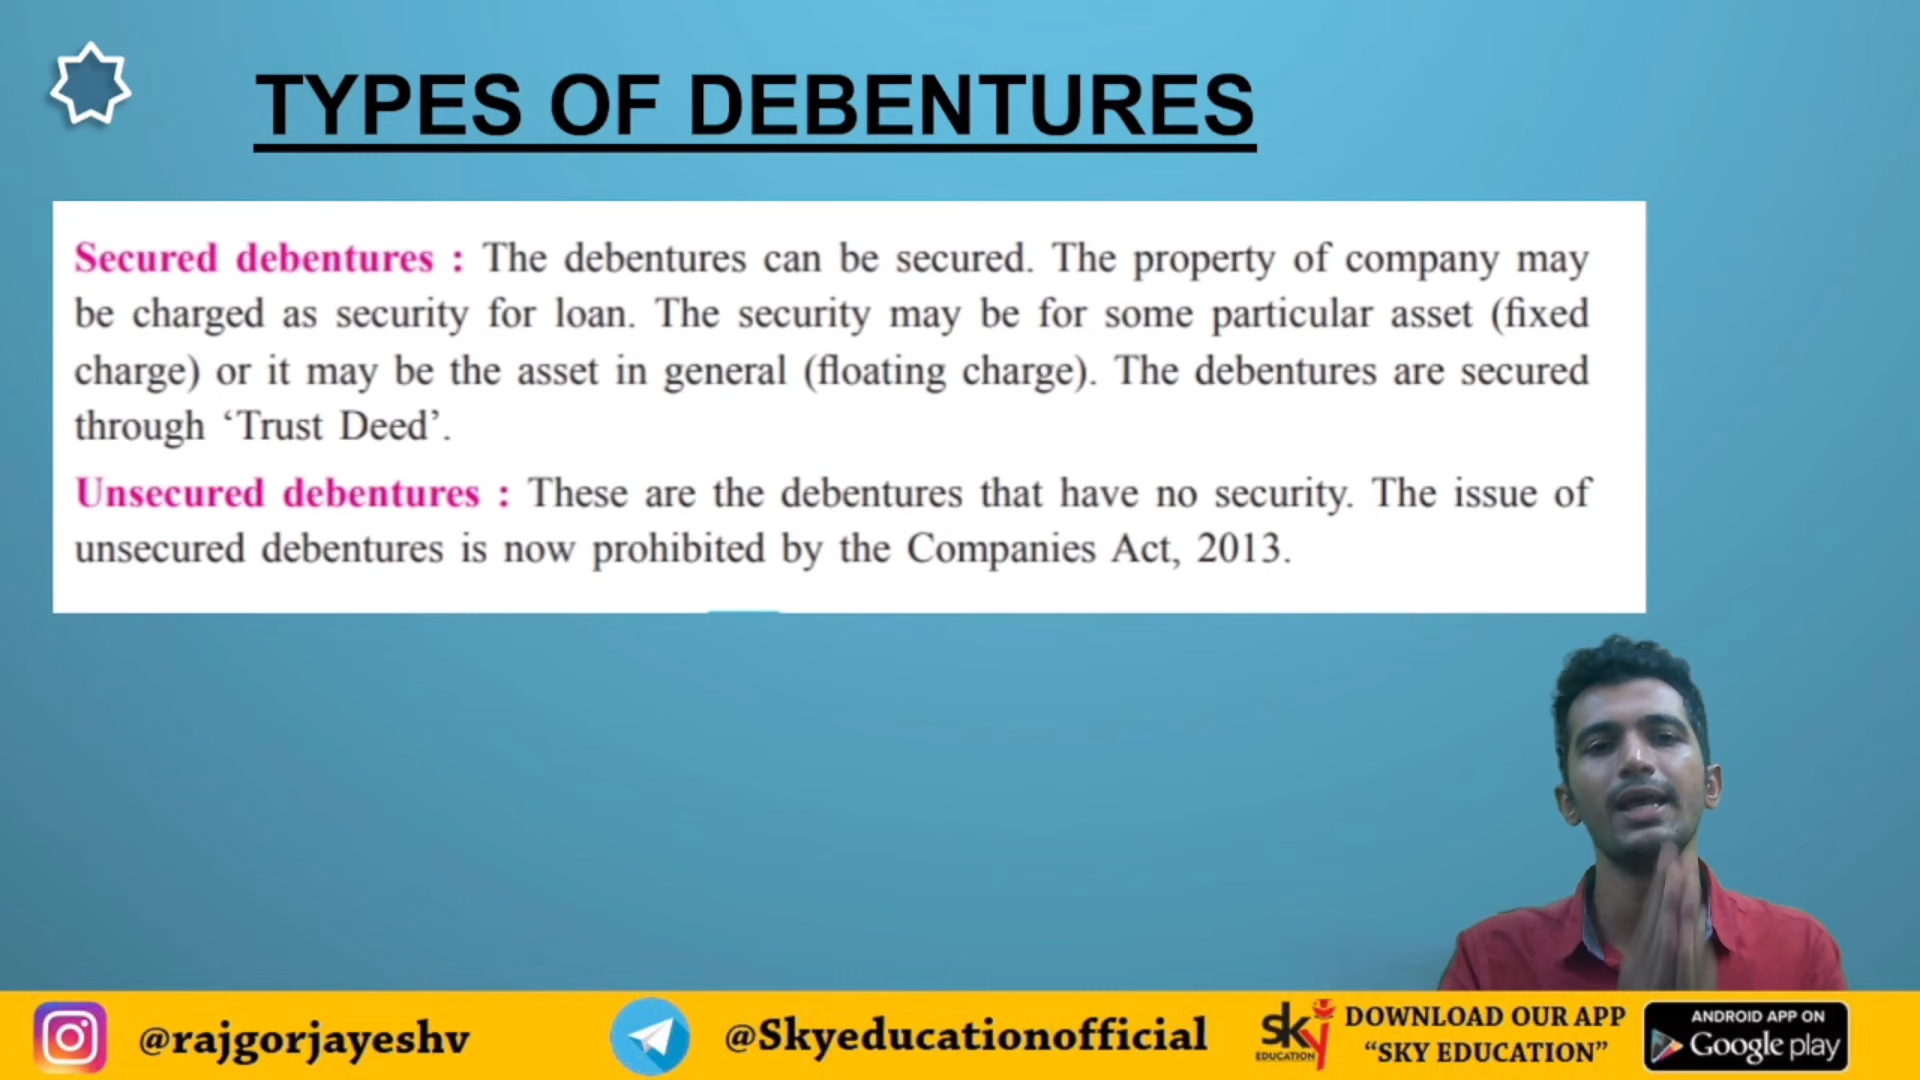 TYPES OF DEBENTURES
Secured debentures : The debentures can be secured. The property of company may
be charged as security for loan. The security may be for some particular asset (fixed
charge) or it may be the asset in general (floating charge). The debentures are secured
through ‘Trust Deed’.
Unsecured debentures : These are the debentures that have no security. The issue of
unsecured debentures is now prohibited by the Companies Act, 2013.
@rajgorjayeshv
@Skyeducationofficial
sky
EDUCATION
DOWNLOAD OUR APP
“SKY EDUCATION”
ANDROID APP ON
Google play